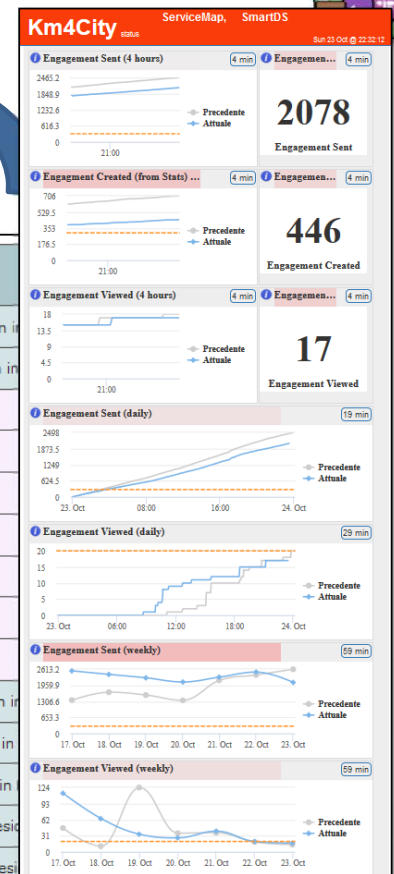 ServiceMap, SmartDS
Km4City status
Sun 23 Oct @ 22:32:12
Engagement Sent (4 hours) 4 min
2465.2
1848.9
1232.6
616.3
0
21:00
Precedente
Attuale
Engagemen... 4 min
2078
Engagement Sent
Engagment Created (from Stats) ... 4 min
706
529.5
353
176.5
0
21:00
Precedente
Attuale
Engagemen... 4 min
446
Engagement Created
Engagement Viewed (4 hours) 4 min
18
13.5
9
4.5
0
21:00
Precedente
Attuale
Engagemen... 4 min
17
Engagement Viewed
Engagement Sent (daily) 19 min
2498
1873.5
1249
624.5
0
23. Oct 08:00 16:00 24. Oct
Precedente
Attuale
Engagement Viewed (daily) 29 min
20
15
10
5
0
23. Oct 06:00 12:00 18:00 24. Oct
Precedente
Attuale
Engagement Sent (weekly) 59 min
2613.2
1959.9
1306.6
653.3
0
17. Oct 18. Oct 19. Oct 20. Oct 21. Oct 22. Oct 23. Oct
Precedente
Attuale
Engagement Viewed (weekly) 59 min
124
93
62
31
0
17. Oct 18. Oct 19. Oct 20. Oct 21. Oct 22. Oct 23. Oct
Precedente
Attuale